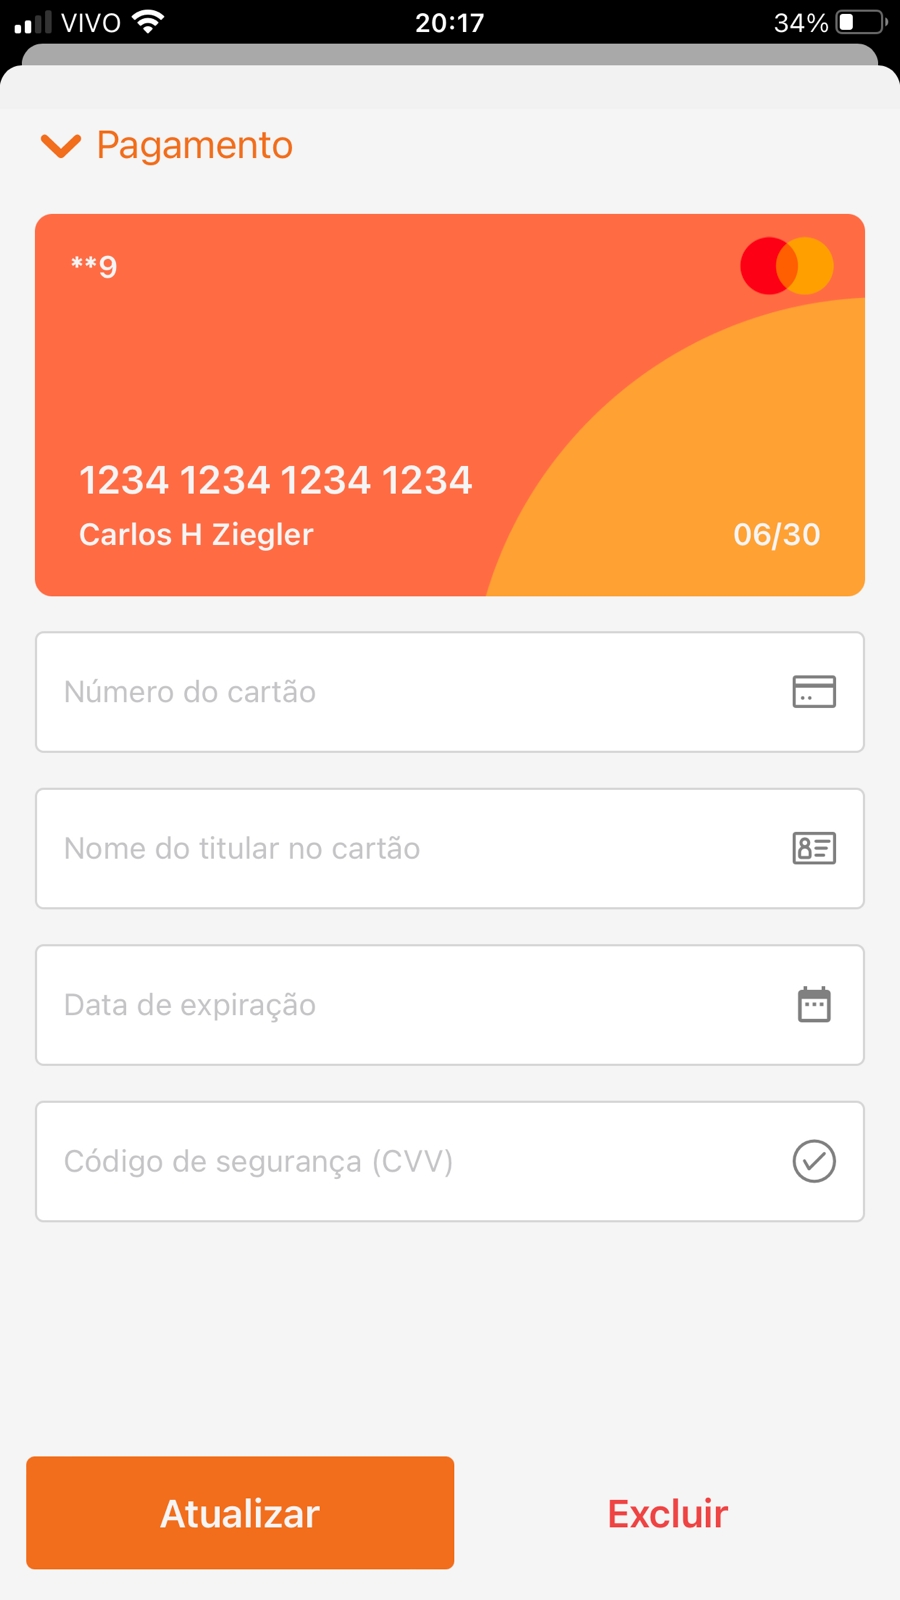 VIVO 20:17 34%
Pagamento
**9
1234 1234 1234 1234
Carlos H Ziegler 06/30
Número do cartão
Nome do titular no cartão
Data de expiração
Código de segurança (CVV)
Atualizar Excluir